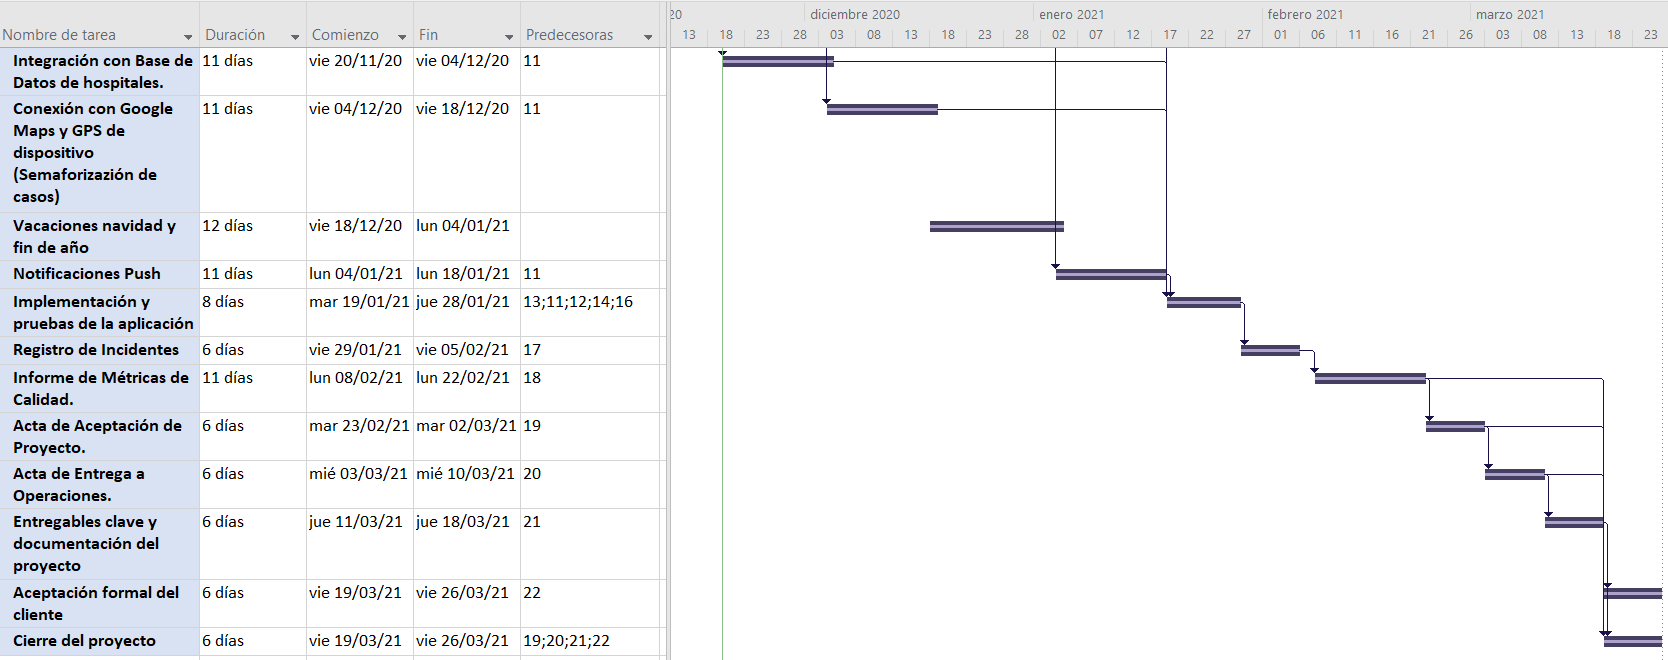 20 diciembre 2020 enero 2021 febrero 2021 marzo 2021
Nombre de tarea Duración Comienzo Fin Predecesoras 13 18 23 28 03 08 13 18 23 28 02 07 12 17 22 27 01 06 11 16 21 26 03 08 13 18 23
Integración con Base de 11 días vie 20/11/20 vie 04/12/20 11
Datos de hospitales.
Conexión con Google 11 días vie 04/12/20 vie 18/12/20 11
Maps y GPS de
dispositivo
(Semaforizazión de
casos)
Vacaciones navidad y 12 días vie 18/12/20 lun 04/01/21
fin de año
Notificaciones Push 11 días lun 04/01/21 lun 18/01/21 11
Implementación y 8 días mar 19/01/21 jue 28/01/21 13;11;12;14;16
pruebas de la aplicación
Registro de Incidentes 6 días vie 29/01/21 vie 05/02/21 17
Informe de Métricas de 11 días lun 08/02/21 lun 22/02/21 18
Calidad.
Acta de Aceptación de 6 días mar 23/02/21 mar 02/03/21 19
Proyecto.
Acta de Entrega a 6 días mié 03/03/21 mié 10/03/21 20
Operaciones.
Entregables clave y 6 días jue 11/03/21 jue 18/03/21 21
documentación del
proyecto
Aceptación formal del 6 días vie 19/03/21 vie 26/03/21 22
cliente
Cierre del proyecto 6 días vie 19/03/21 vie 26/03/21 19;20;21;22